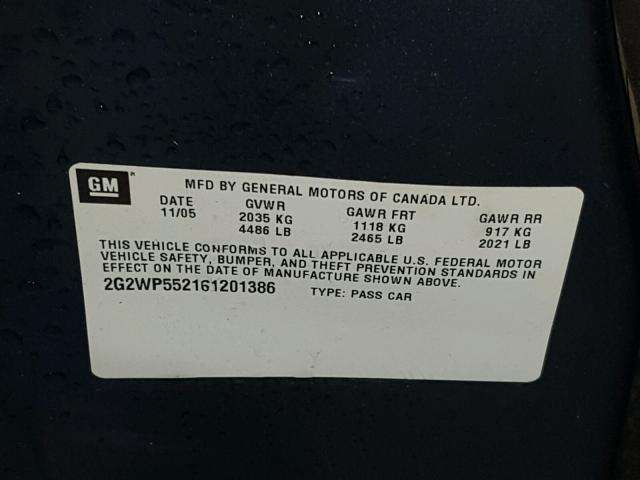 GM
MFD BY GENERAL MOTORS OF CANADA LTD.
DATE GVWR GAWR FRT GAWR RR
11/05 2035 KG 1118 KG 917 KG
4486 LB 2465 LB 2021 LB
THIS VEHICLE CONFORMS TO ALL APPLICABLE U.S. FEDERAL MOTOR
VEHICLE SAFETY, BUMPER, AND THEFT PREVENTION STANDARDS IN
EFFECT ON THE DATE OF MANUFACTURE SHOWN ABOVE.
2G2WP552161201386 TYPE: PASS CAR